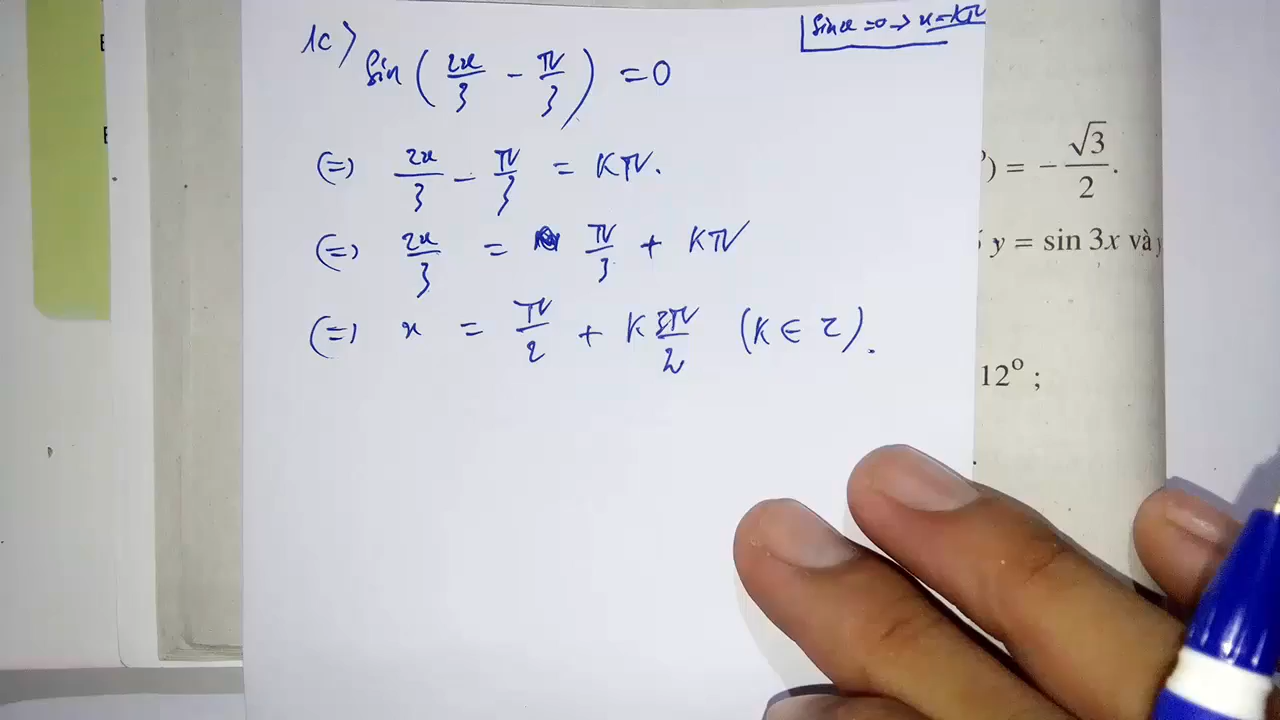 1c) sin(2x/3 - π/3) = 0
sinx = 0 → x = kπ
(=) 2x/3 - π/3 = kπ.
(=) 2x/3 = π/3 + kπ
(=) x = π/2 + k3π/2 (k ∈ Z).
) = -√3/2.
y = sin 3x và
12° ;